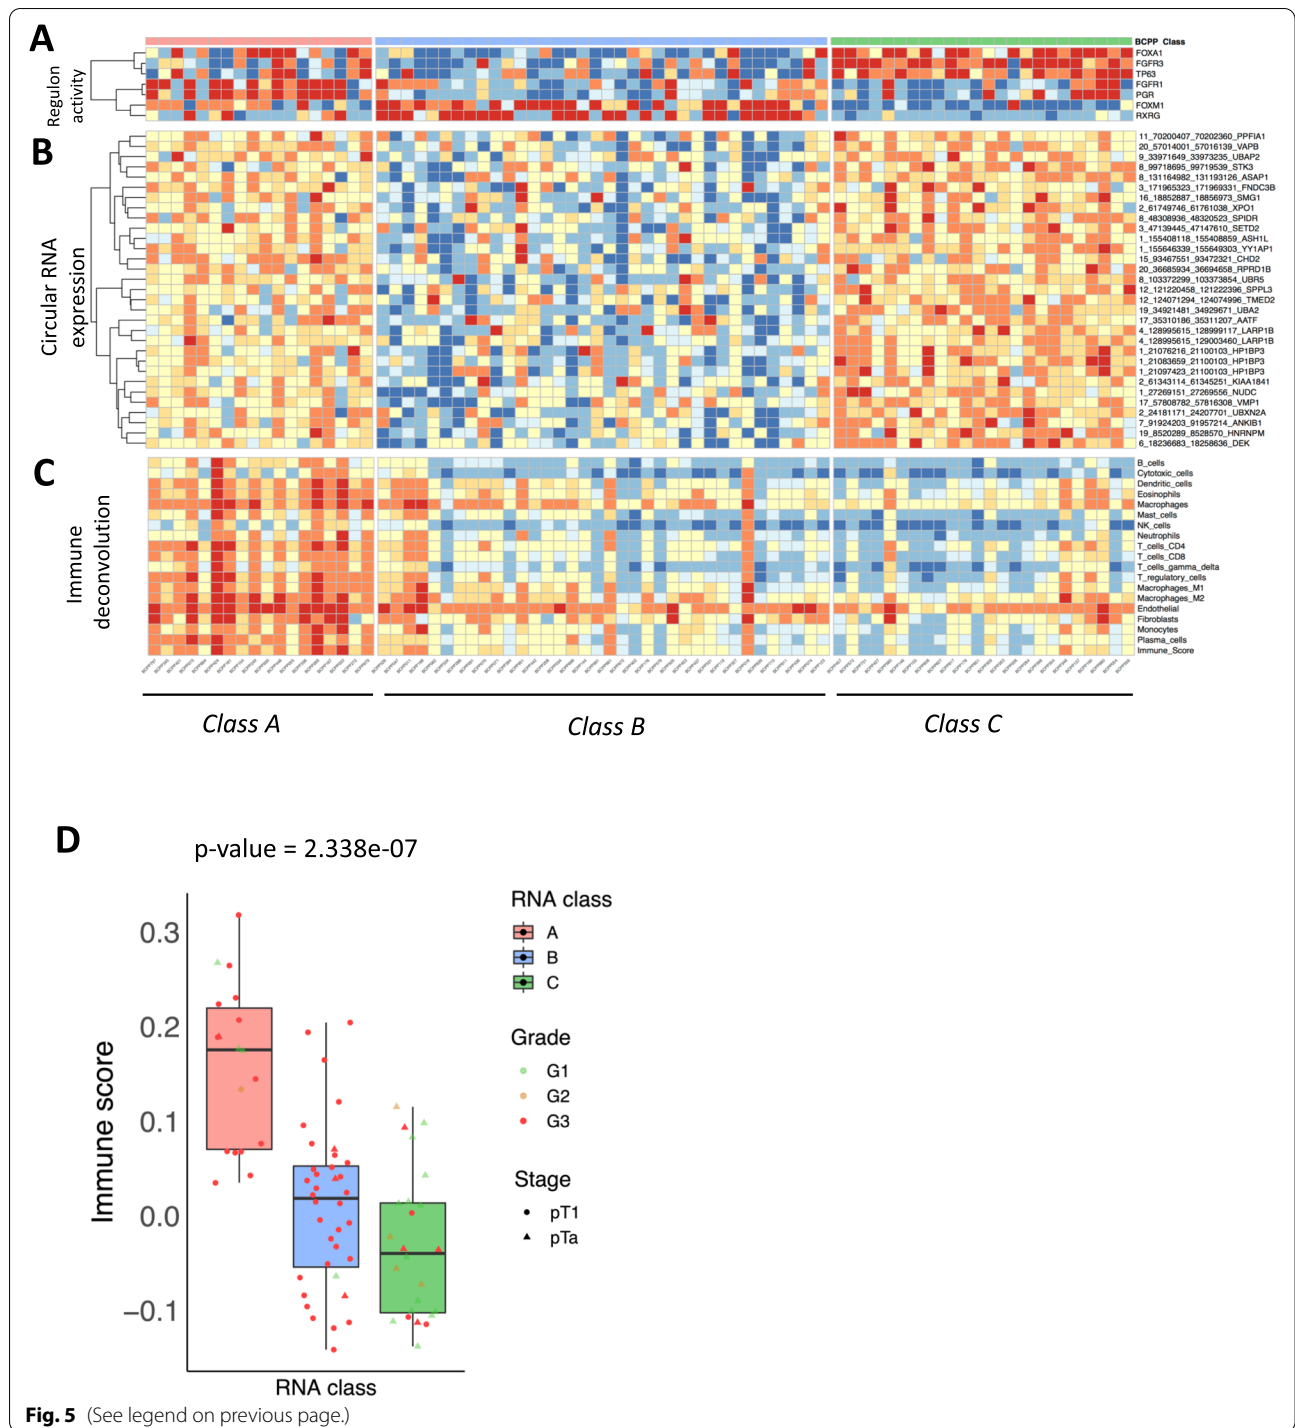 A
BCPP_Class
Regulon
activity
FOXA1
FGFR3
TP63
FGFR1
PGR
FOXM1
RXRG
B
Circular RNA
expression
11_70200407_70202360_PPFIA1
20_57014001_57016139_VAPB
9_33971649_33973235_UBAP2
8_99718695_99719539_STK3
8_131164982_131193126_ASAP1
3_171965323_171969331_FNDC3B
16_18852887_18856973_SMG1
2_61749746_61761038_XPO1
8_48308936_48320523_SPIDR
3_47139445_47147610_SETD2
1_155408118_155408859_ASH1L
1_155646339_155649303_YY1AP1
15_93467551_93472321_CHD2
20_36685934_36694658_RPRD1B
8_103372299_103373854_UBR5
12_121220458_121222396_SPPL3
12_124071294_124074996_TMED2
19_34921481_34929671_UBA2
17_35310186_35311207_AATF
4_128995615_128999117_LARP1B
4_128995615_129003460_LARP1B
1_21076216_21100103_HP1BP3
1_21083659_21100103_HP1BP3
1_21097423_21100103_HP1BP3
2_61343114_61345251_KIAA1841
1_27269151_27269556_NUDC
17_57808782_57816308_VMP1
2_24181171_24207701_UBXN2A
7_91924203_91957214_ANKIB1
19_8520289_8528570_HNRNPM
6_18236683_18258636_DEK
C
Immune
deconvolution
B_cells
Cytotoxic_cells
Dendritic_cells
Eosinophils
Macrophages
Mast_cells
NK_cells
Neutrophils
T_cells_CD4
T_cells_CD8
T_cells_gamma_delta
T_regulatory_cells
Macrophages_M1
Macrophages_M2
Endothelial
Fibroblasts
Monocytes
Plasma_cells
Immune_Score
Class A
Class B
Class C
D
p-value = 2.338e-07
Immune score
0.3
0.2
0.1
0.0
−0.1
RNA class
RNA class
A
B
C
Grade
G1
G2
G3
Stage
pT1
pTa
Fig. 5 (See legend on previous page.)